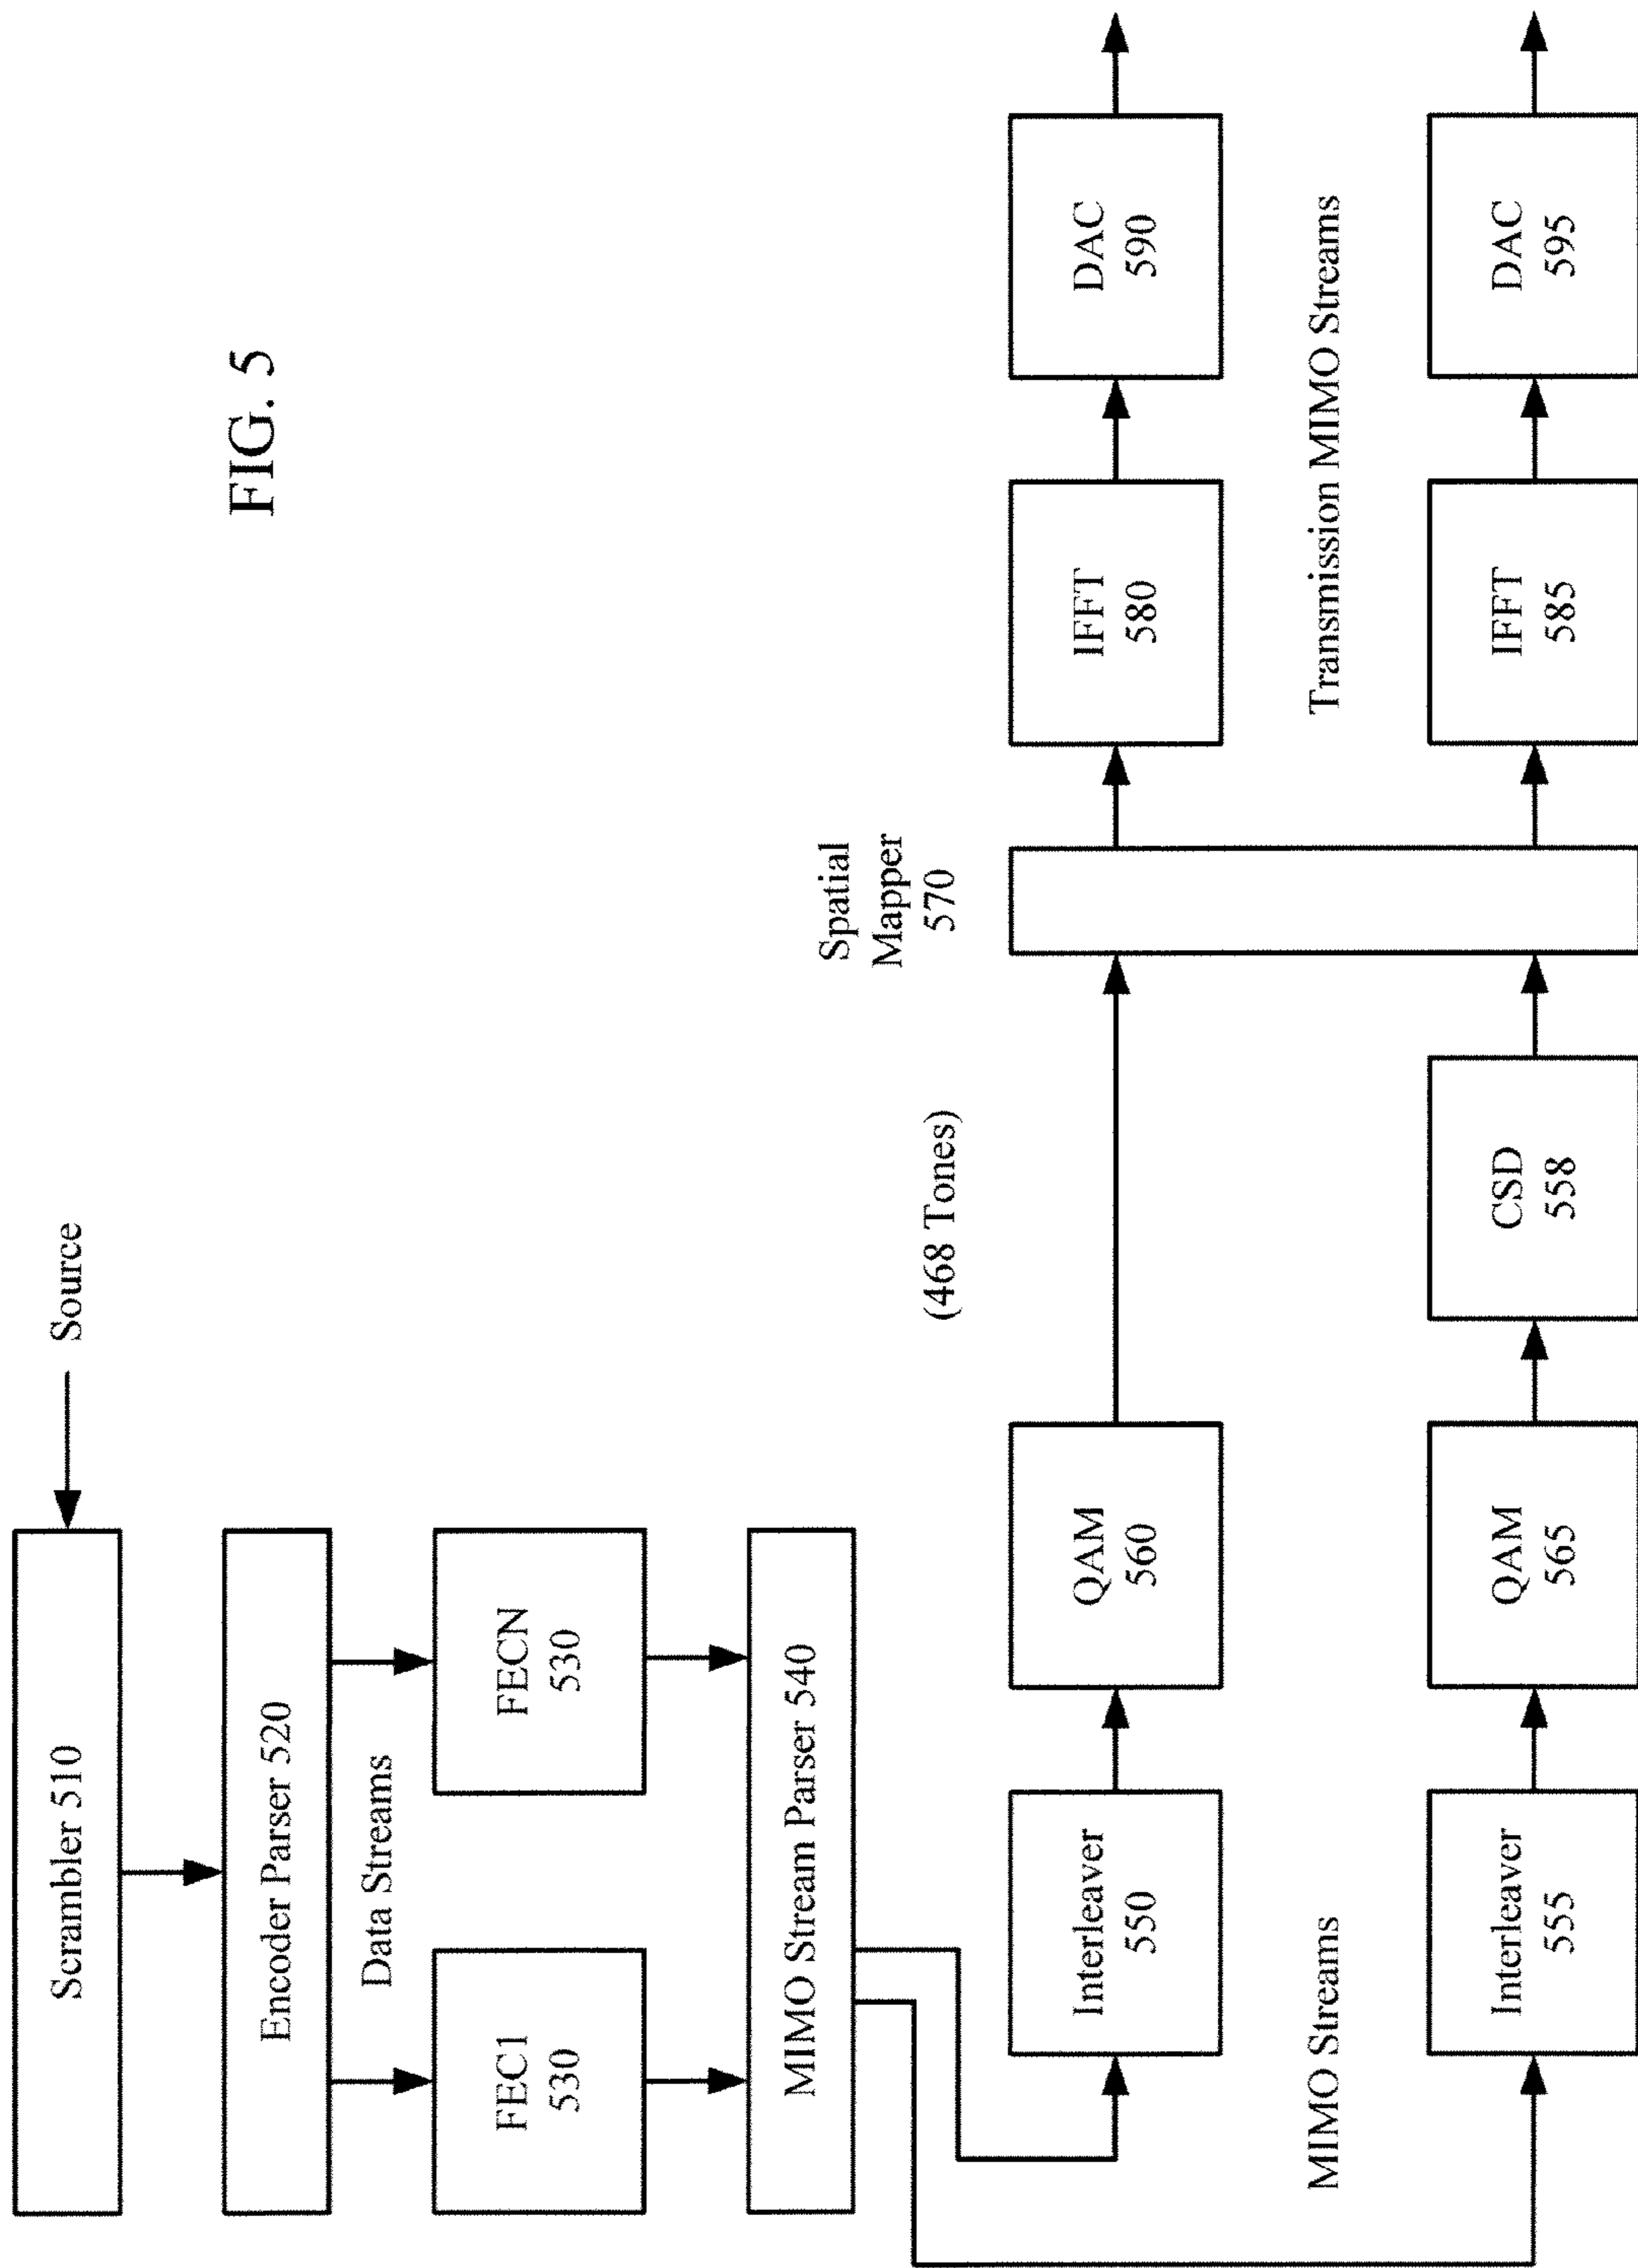 FIG. 5
Source
Scrambler 510
Encoder Parser 520
Data Streams
FEC1
530
FECN
530
MIMO Stream Parser 540
MIMO Streams
Interleaver
550
QAM
560
(468 Tones)
Spatial
Mapper
570
IFFT
580
DAC
590
Interleaver
555
QAM
565
CSD
558
IFFT
585
DAC
595
Transmission MIMO Streams